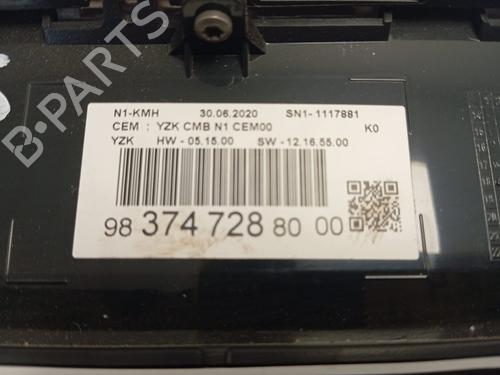 N1-KMH 30.06.2020 SN1- 1117881
CEM : YZK CMB N1 CEM00 K0
YZK HW - 05.15.00 SW - 12.16.55.00
98 374 728 80 00
B-PARTS